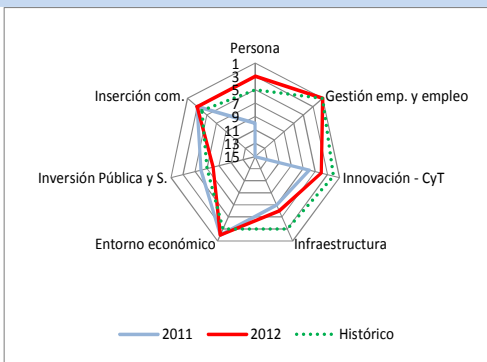 Persona
1
3
5
7
9
11
13
15
Gestión emp. y empleo
Innovación - CyT
Infraestructura
Entorno económico
Inversión Pública y S.
Inserción com.
2011
2012
Histórico